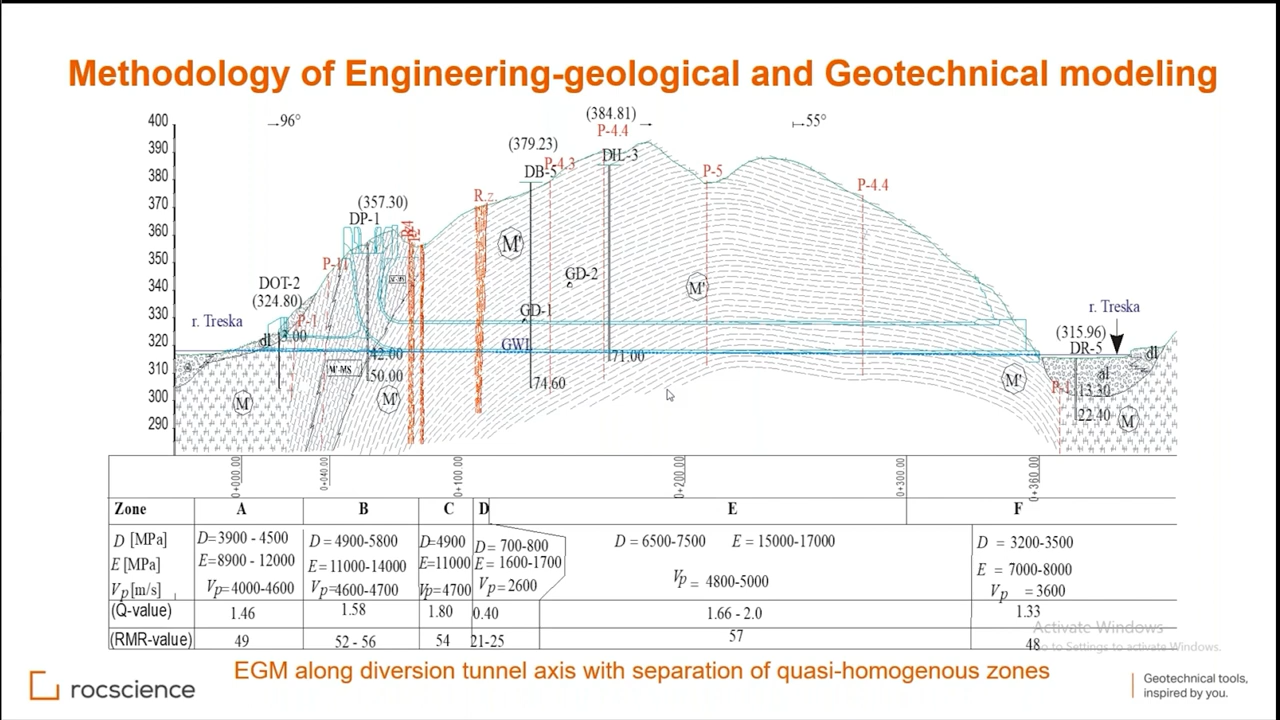 Methodology of Engineering-geological and Geotechnical modeling
400
390
380
370
360
350
340
330
320
310
300
290
96°
(384.81)
55°
P-4.4
(379.23)
DIL-3
P-4.3
DB-5
P-5
P-4.4
R.z.
(357.30)
DP-1
M'
P-11
GD-2
M'
DOT-2
(324.80)
GD-1
r. Treska
P-1
r. Treska
3.00
dl
GWL
(315.96)
DR-5
42.00
71.00
dl
M'-MS
50.00
74.60
M'
al
P-1
13.30
M
M'
22.40
M
0+000.00
0+040.00
0+100.00
0+200.00
0+300.00
0+360.00
Zone A B C D E F
D [MPa] D=3900 - 4500 D = 4900-5800 D=4900 D = 700-800 D = 6500-7500 E = 15000-17000 D = 3200-3500
E [MPa] E=8900 - 12000 E = 11000-14000 E=11000 E = 1600-1700 E = 7000-8000
Vp [m/s] Vp=4000-4600 Vp=4600-4700 Vp=4700 Vp = 2600 Vp = 4800-5000 Vp = 3600
(Q-value) 1.46 1.58 1.80 0.40 1.66 - 2.0 1.33
(RMR-value) 49 52 - 56 54 21-25 57 48
Activate Windows
Go to Settings to activate Windows.
EGM along diversion tunnel axis with separation of quasi-homogenous zones
rocscience
Geotechnical tools,
inspired by you.